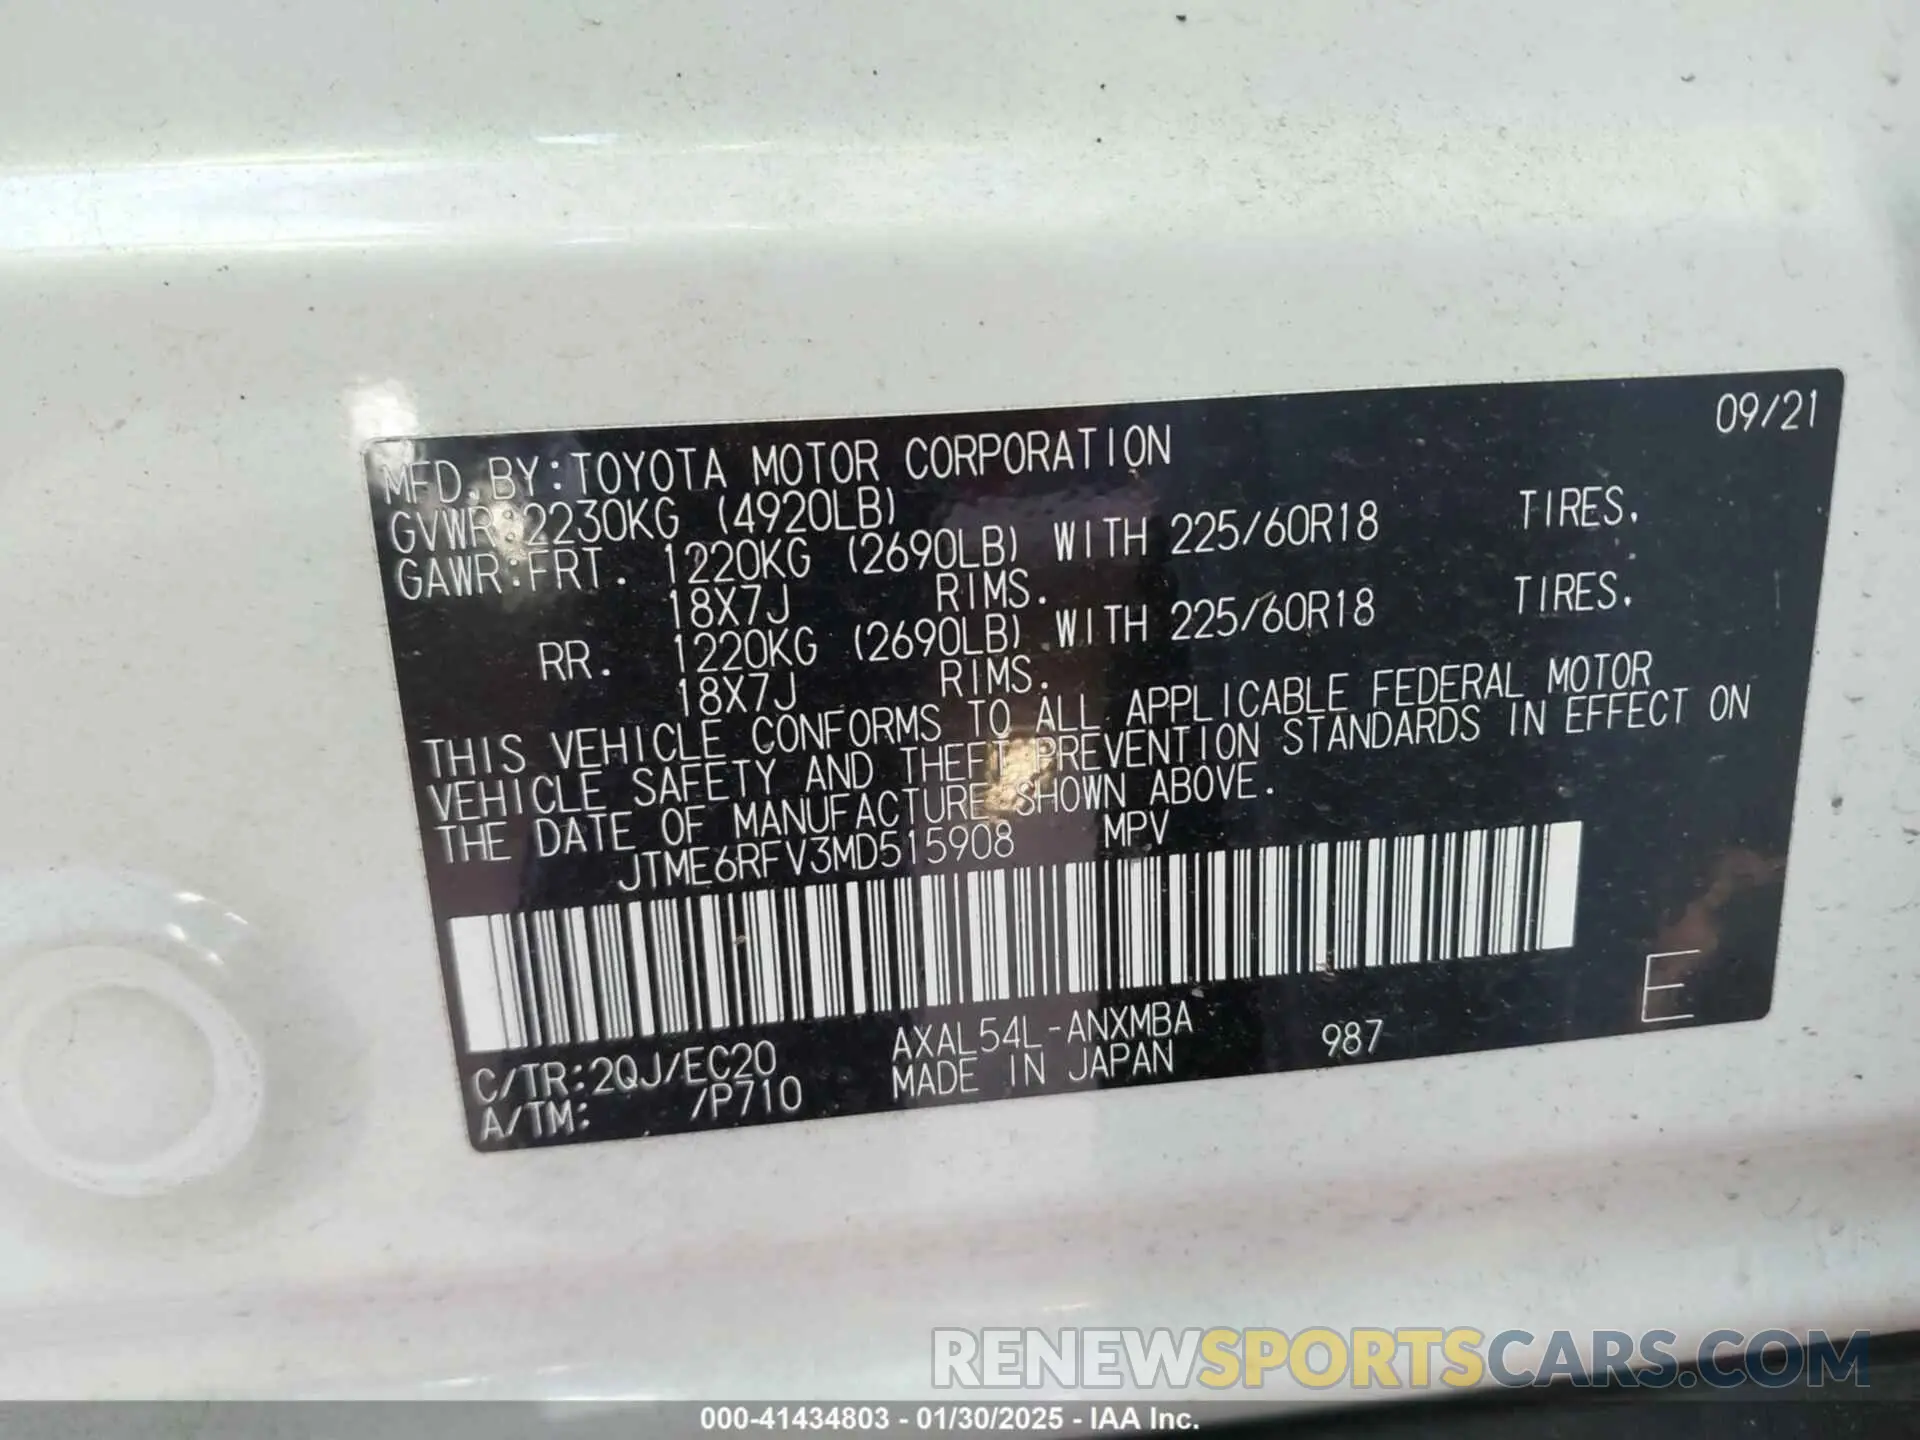 09/21
MFD. BY: TOYOTA MOTOR CORPORATION
GVWR: 2230KG (4920LB)
GAWR: FRT. 1220KG (2690LB) WITH 225/60R18 TIRES.
18X7J RIMS.
RR. 1220KG (2690LB) WITH 225/60R18 TIRES.
18X7J RIMS.
THIS VEHICLE CONFORMS TO ALL APPLICABLE FEDERAL MOTOR
VEHICLE SAFETY AND THEFT PREVENTION STANDARDS IN EFFECT ON
THE DATE OF MANUFACTURE SHOWN ABOVE.
JTME6RFV3MD515908 MPV
C/TR: 2QJ/EC20 AXAL54L-ANXMBA 987 E
A/TM: /P710 MADE IN JAPAN
RENEWSPORTSCARS.COM
000-41434803 - 01/30/2025 - IAA Inc.